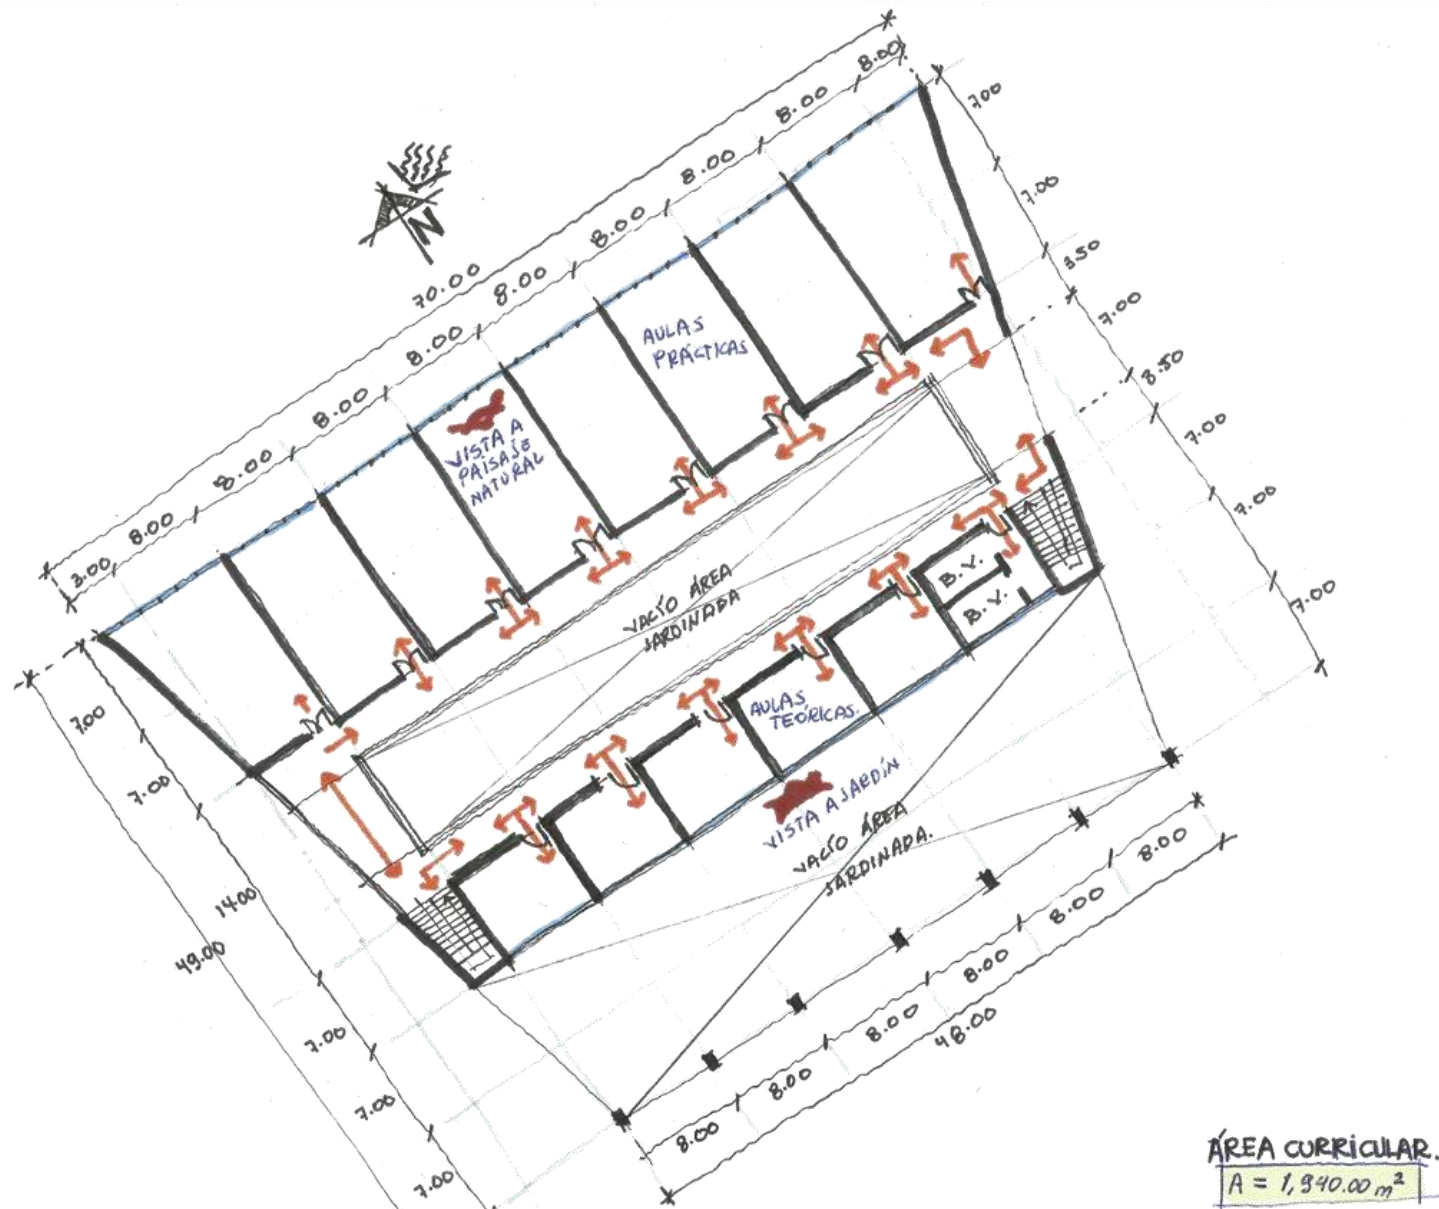 8.00
8.00
8.00
8.00
8.00
8.00
8.00
8.00
8.00
3.00
70.00
N
7.00
7.00
3.50
7.00
3.50
7.00
7.00
7.00
AULAS
PRÁCTICAS
VISTA A
PAISAJE
NATURAL
VACÍO ÁREA
JARDINADA
B.V.
B.V.
AULAS
TEÓRICAS.
VISTA A JARDÍN
VACÍO ÁREA
JARDINADA.
7.00
7.00
14.00
49.00
7.00
7.00
7.00
8.00
8.00
8.00
8.00
8.00
8.00
48.00
ÁREA CURRICULAR.
A = 1,940.00 m²